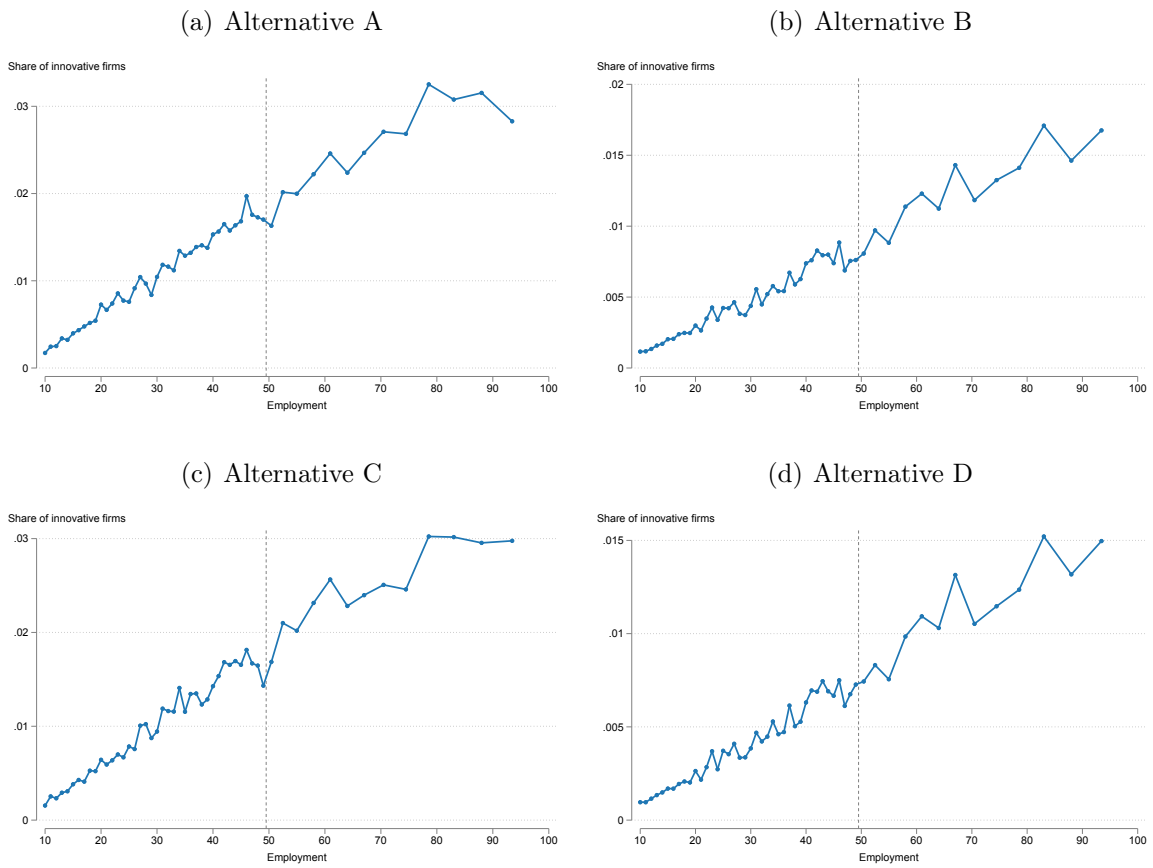 (a) Alternative A
Share of innovative firms
.03
.02
.01
0
10 20 30 40 50 60 70 80 90 100
Employment
(b) Alternative B
Share of innovative firms
.02
.015
.01
.005
0
10 20 30 40 50 60 70 80 90 100
Employment
(c) Alternative C
Share of innovative firms
.03
.02
.01
0
10 20 30 40 50 60 70 80 90 100
Employment
(d) Alternative D
Share of innovative firms
.015
.01
.005
0
10 20 30 40 50 60 70 80 90 100
Employment